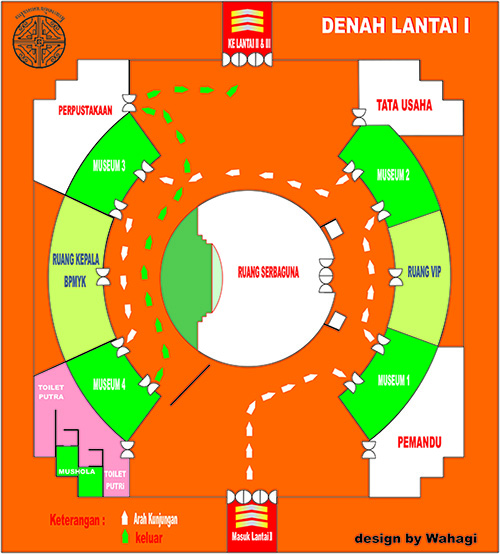 DENAH LANTAI I
KE LANTAI II & III
PERPUSTAKAAN
TATA USAHA
MUSEUM 3
MUSEUM 2
RUANG KEPALA
BPMYK
RUANG SERBAGUNA
RUANG VIP
MUSEUM 4
MUSEUM 1
TOILET
PUTRA
PEMANDU
MUSHOLA
TOILET
PUTRI
Keterangan :
Arah Kunjungan
keluar
Masuk Lantai I
design by Wahagi